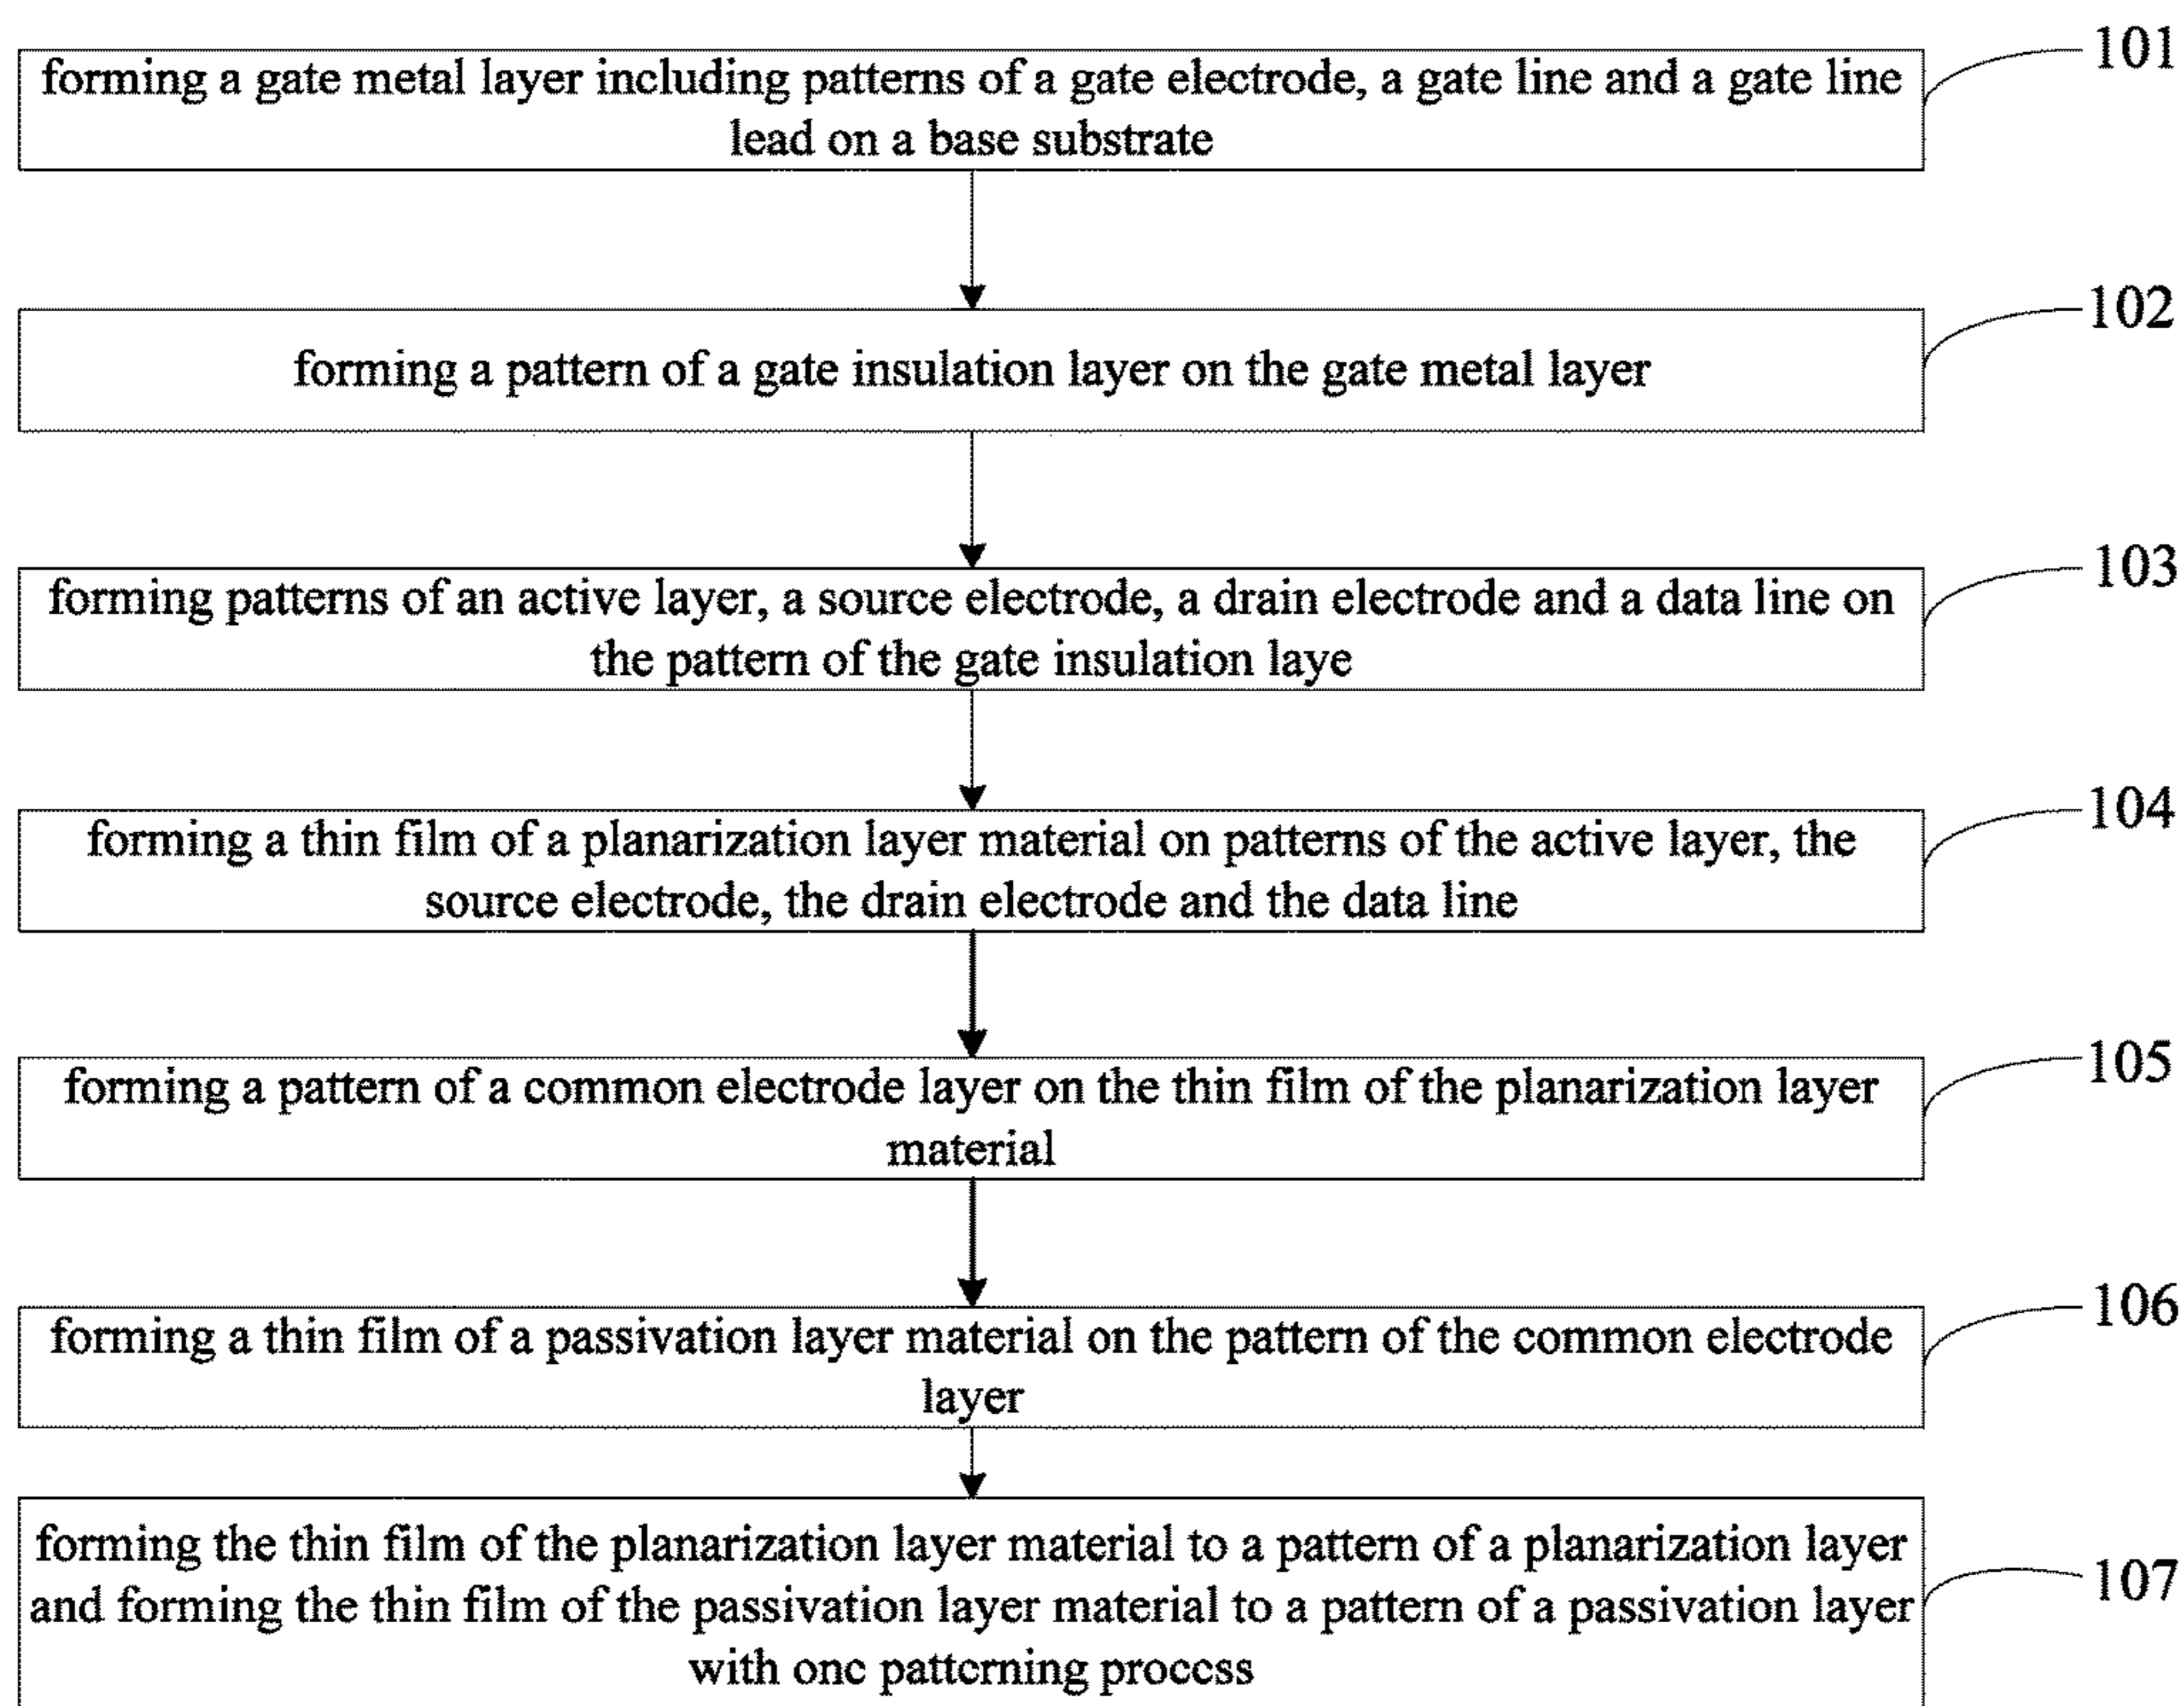 101
forming a gate metal layer including patterns of a gate electrode, a gate line and a gate line
lead on a base substrate
102
forming a pattern of a gate insulation layer on the gate metal layer
103
forming patterns of an active layer, a source electrode, a drain electrode and a data line on
the pattern of the gate insulation laye
104
forming a thin film of a planarization layer material on patterns of the active layer, the
source electrode, the drain electrode and the data line
105
forming a pattern of a common electrode layer on the thin film of the planarization layer
material
106
forming a thin film of a passivation layer material on the pattern of the common electrode
layer
107
forming the thin film of the planarization layer material to a pattern of a planarization layer
and forming the thin film of the passivation layer material to a pattern of a passivation layer
with one patterning process